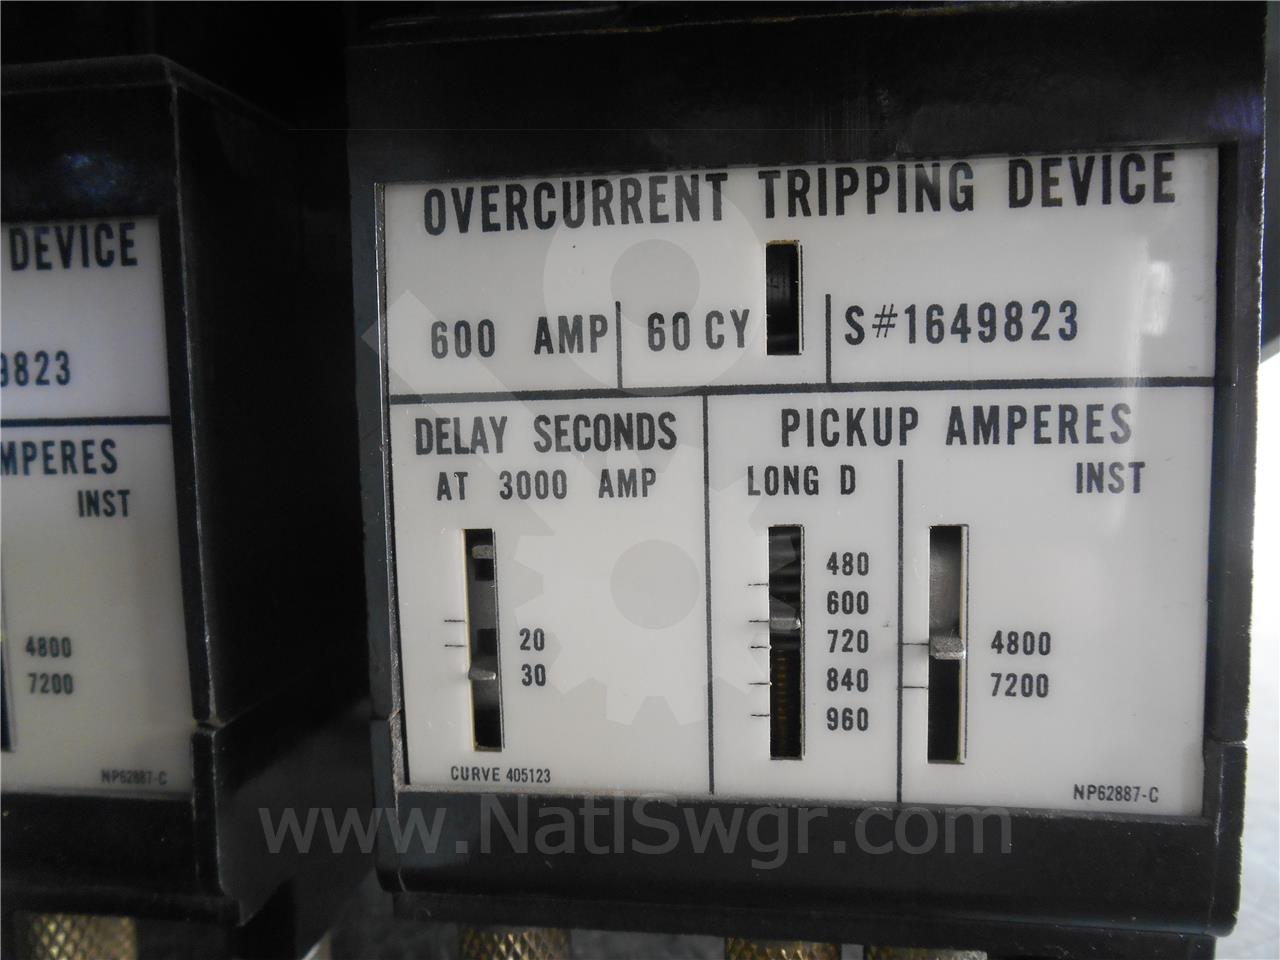 OVERCURRENT TRIPPING DEVICE
600 AMP 60 CY S#1649823
DELAY SECONDS
AT 3000 AMP
20
30
CURVE 405123
PICKUP AMPERES
LONG D
INST
480
600
720
840
960
4800
7200
NP62887-C
DEVICE
9823
MPERES
INST
4800
7200
NP62887-C
www.NatlSwgr.com